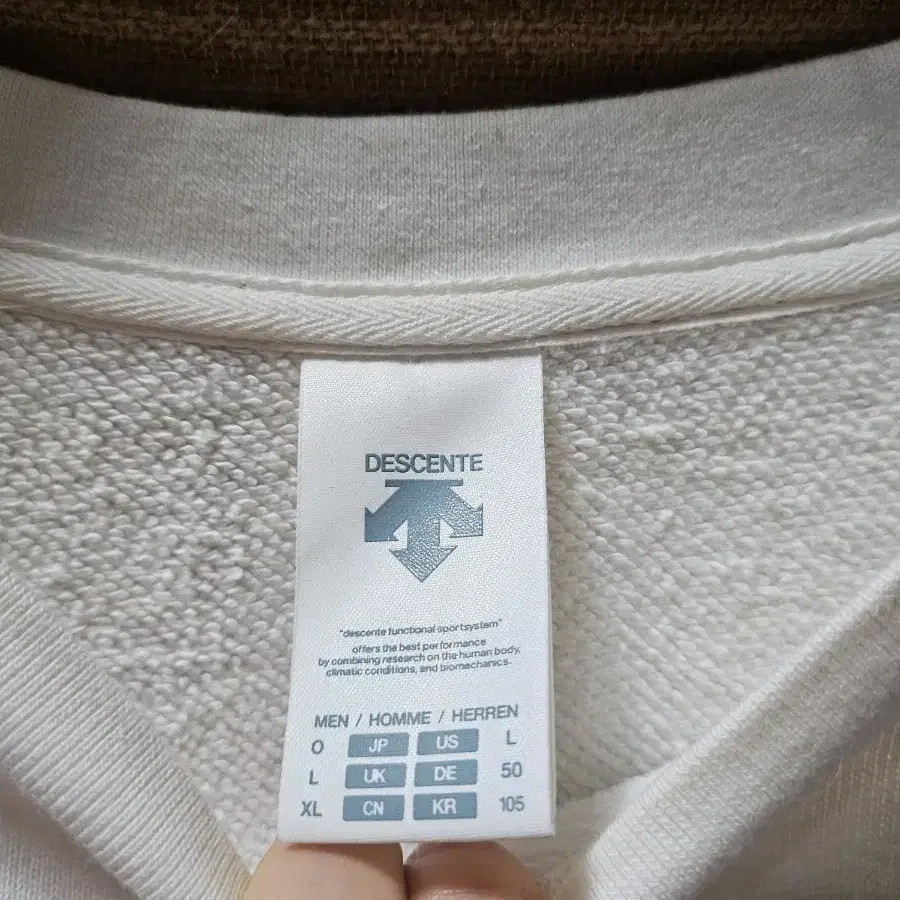 DESCENTE
"descente functional sportsystem"
offers the best performance
by combining research on the human body,
climatic conditions, and biomechanics.
MEN / HOMME / HERREN
O JP US L
L UK DE 50
XL CN KR 105